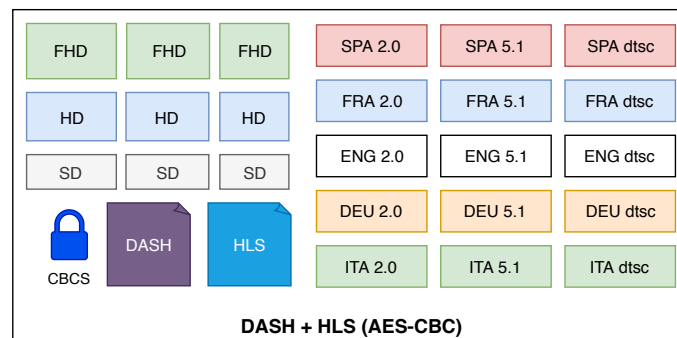 FHD FHD FHD
HD HD HD
SD SD SD
CBCS
DASH
HLS
SPA 2.0 SPA 5.1 SPA dtsc
FRA 2.0 FRA 5.1 FRA dtsc
ENG 2.0 ENG 5.1 ENG dtsc
DEU 2.0 DEU 5.1 DEU dtsc
ITA 2.0 ITA 5.1 ITA dtsc
DASH + HLS (AES-CBC)